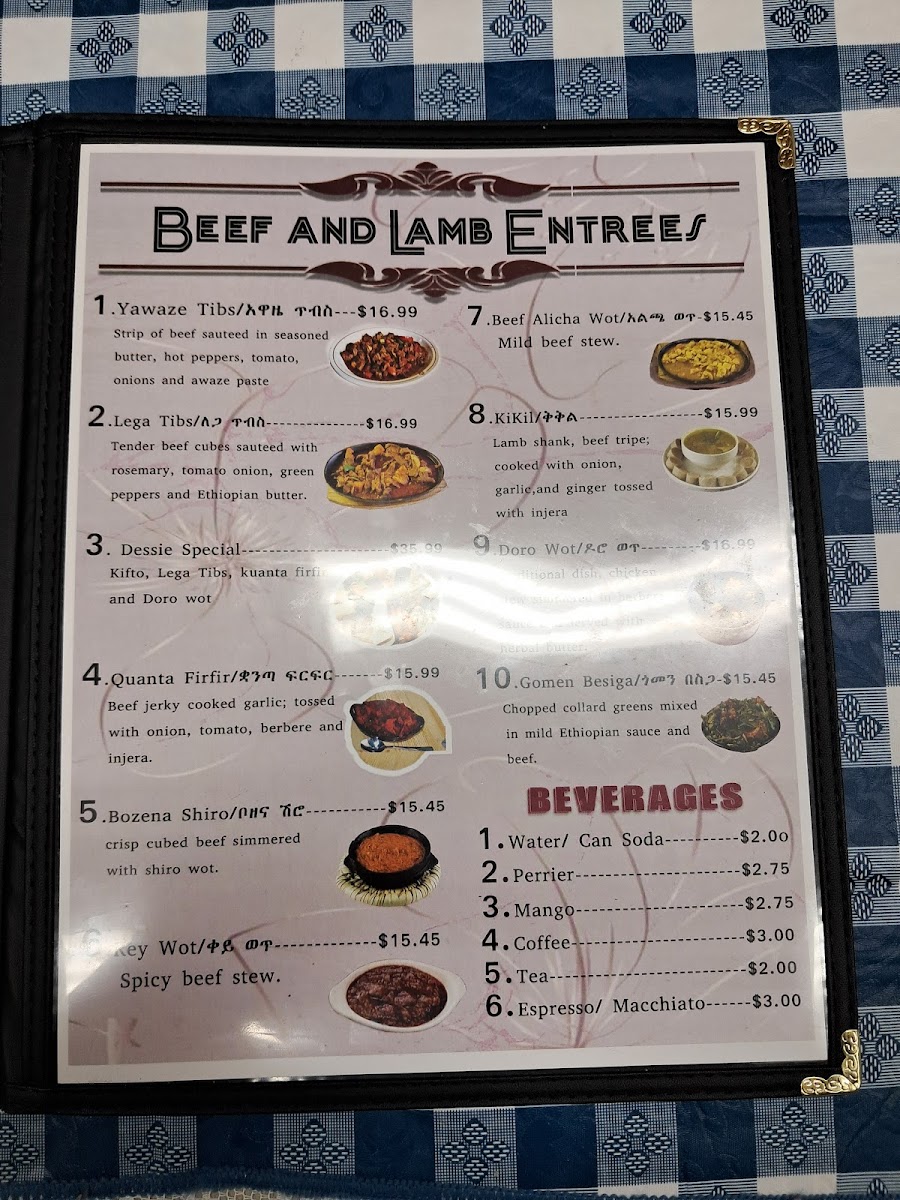 BEEF AND LAMB ENTREES
1.Yawaze Tibs/አዋዜ ጥብስ---$16.99
Strip of beef sauteed in seasoned
butter, hot peppers, tomato,
onions and awaze paste
2.Lega Tibs/ለጋ ጥብስ--------------$16.99
Tender beef cubes sauteed with
rosemary, tomato onion, green
peppers and Ethiopian butter.
3. Dessie Special---------------------$35.99
Kifto, Lega Tibs, kuanta firfir
and Doro wot
4.Quanta Firfir/ቋንጣ ፍርፍር-------$15.99
Beef jerky cooked garlic; tossed
with onion, tomato, berbere and
injera.
5.Bozena Shiro/ቦዘና ሽሮ-----------$15.45
crisp cubed beef simmered
with shiro wot.
6.Key Wot/ቀይ ወጥ--------------$15.45
Spicy beef stew.
7.Beef Alicha Wot/አልጫ ወጥ-$15.45
Mild beef stew.
8.KiKil/ቅቅል------------------$15.99
Lamb shank, beef tripe;
cooked with onion,
garlic,and ginger tossed
with injera
9.Doro Wot/ዶሮ ወጥ---------$16.99
dish, chicken
served with
herbal butter.
10.Gomen Besiga/ጎመን በስጋ-$15.45
Chopped collard greens mixed
in mild Ethiopian sauce and
beef.
BEVERAGES
1.Water/ Can Soda----------$2.0o
2.Perrier-----------------------$2.75
3.Mango-----------------------$2.75
4.Coffee------------------------$3.00
5.Tea---------------------------$2.00
6.Espresso/ Macchiato------$3.00